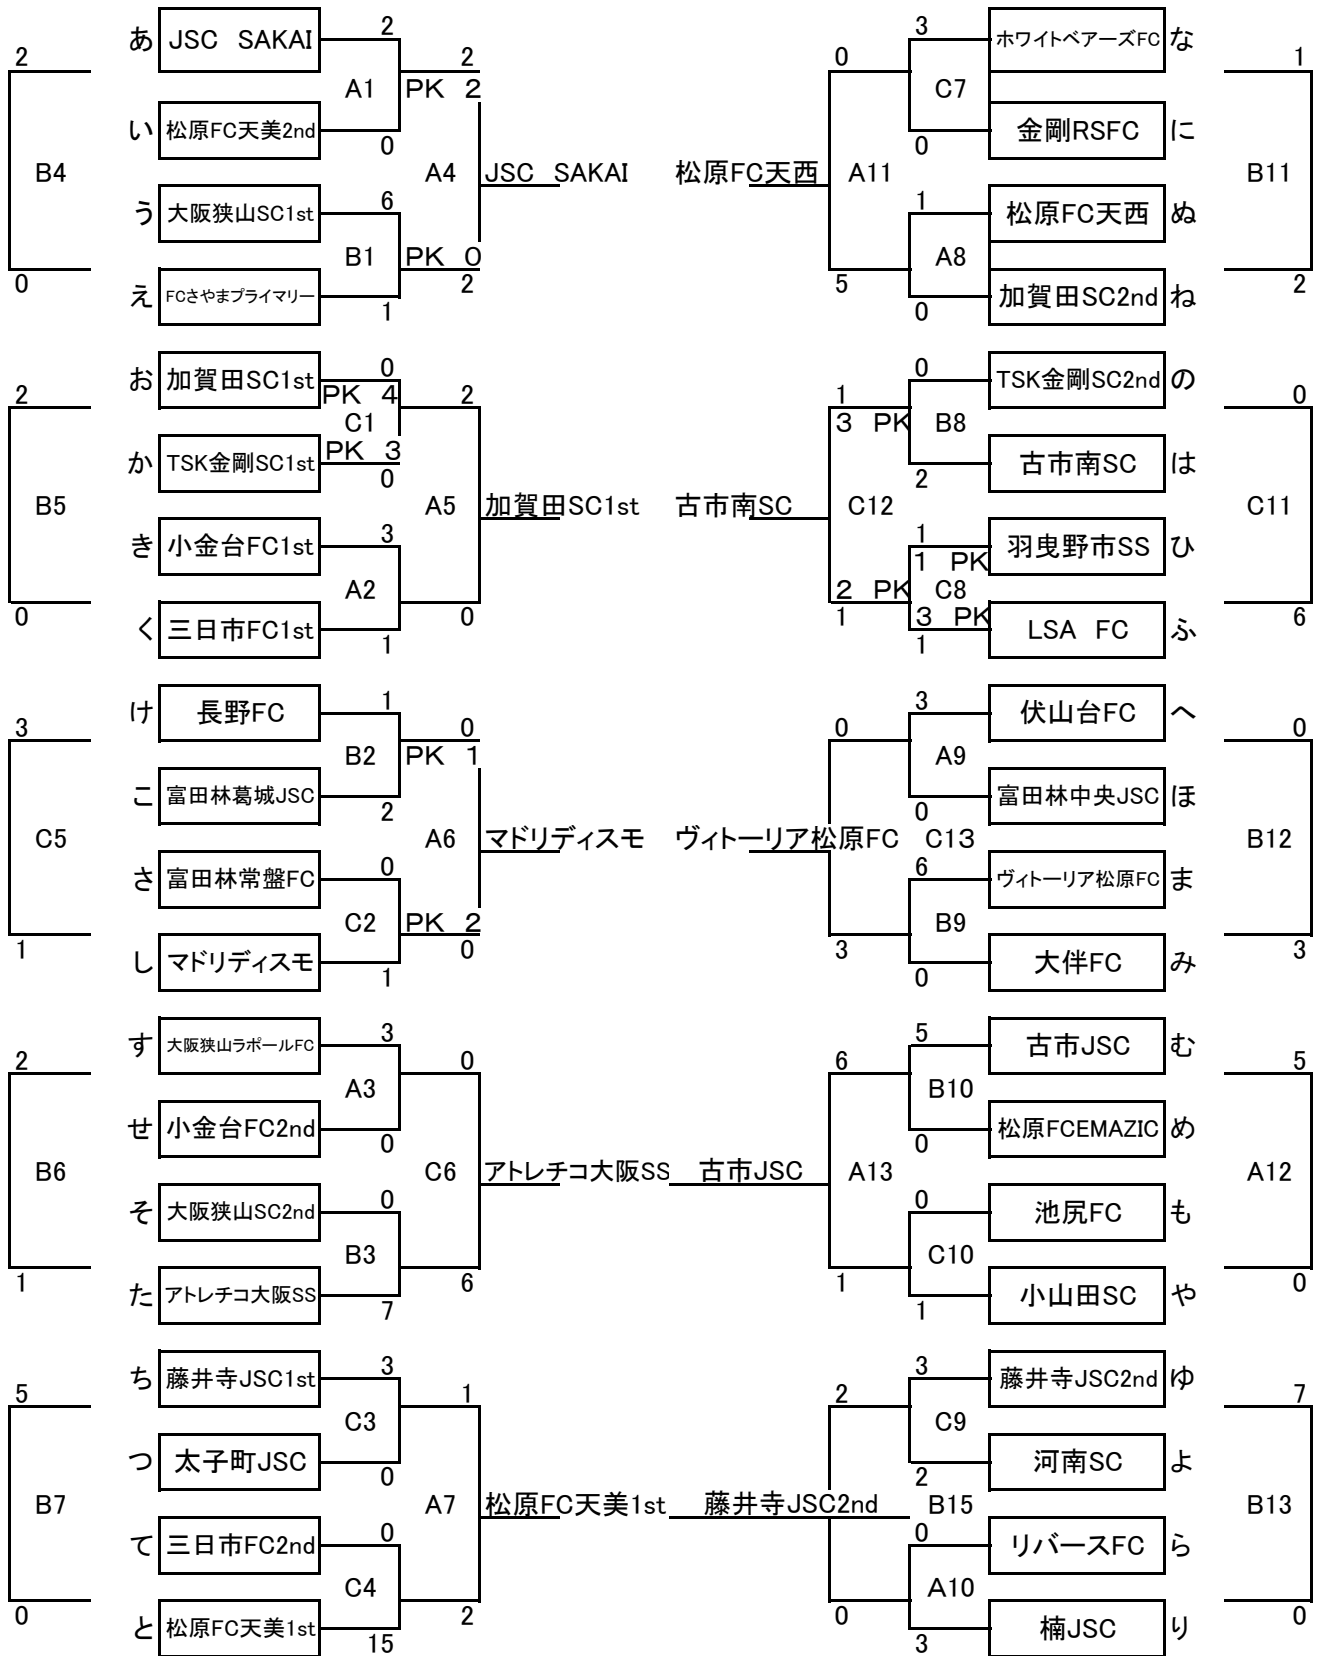 あ JSC SAKAI 2 3 ホワイトベアーズFC な
2 2 0 1
A1 PK 2 C7
い 松原FC天美2nd 0 0 金剛RSFC に
B4 A4 JSC SAKAI 松原FC天西 A11 B11
う 大阪狭山SC1st 6 1 松原FC天西 ぬ
B1 PK 0 A8
0 2 5 2
え FCさやまプライマリー 1 0 加賀田SC2nd ね
お 加賀田SC1st 0 0 TSK金剛SC2nd の
2 PK 4 2 1 0
C1 3 PK B8
か TSK金剛SC1st PK 3 0 2 古市南SC は
B5 A5 加賀田SC1st 古市南SC C12 C11
き 小金台FC1st 3 1 羽曳野市SS ひ
1 PK
A2 2 PK C8
0 0 1 3 PK 6
く 三日市FC1st 1 1 LSA FC ふ
け 長野FC 1 3 伏山台FC へ
3 0 0 0
B2 PK 1 A9
こ 富田林葛城JSC 2 0 富田林中央JSC ほ
C5 A6 マドリディスモ ヴィトーリア松原FC C13 B12
さ 富田林常盤FC 0 6 ヴィトーリア松原FC ま
C2 PK 2 B9
1 0 3 3
し マドリディスモ 1 0 大伴FC み
す 大阪狭山ラポールFC 3 5 古市JSC む
2 0 6 5
A3 B10
せ 小金台FC2nd 0 0 松原FCEMAZIC め
B6 C6 アトレチコ大阪SS 古市JSC A13 A12
そ 大阪狭山SC2nd 0 0 池尻FC も
B3 C10
1 6 1 0
た アトレチコ大阪SS 7 1 小山田SC や
ち 藤井寺JSC1st 3 3 藤井寺JSC2nd ゆ
5 1 2 7
C3 C9
つ 太子町JSC 0 2 河南SC よ
B7 A7 松原FC天美1st 藤井寺JSC2nd B15 B13
て 三日市FC2nd 0 0 リバースFC ら
C4 A10
0 2 0 0
と 松原FC天美1st 15 3 楠JSC り